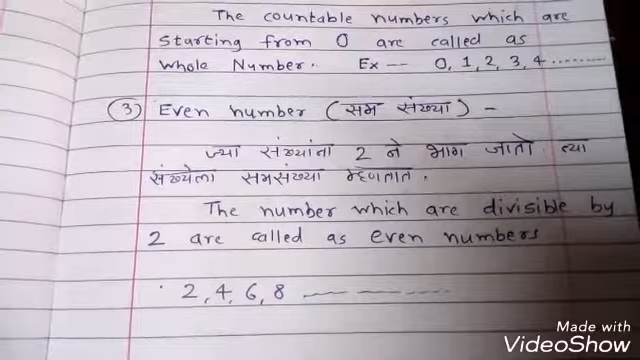 The countable numbers which are
starting from 0 are called as
whole Number. Ex -- 0, 1, 2, 3, 4 ..........
(3) Even number (सम संख्या) -
ज्या संख्यांना 2 ने भाग जातो त्या
संख्येला समसंख्या म्हणतात.
The number which are divisible by
2 are called as even numbers
2, 4, 6, 8 ----------
Made with
VideoShow